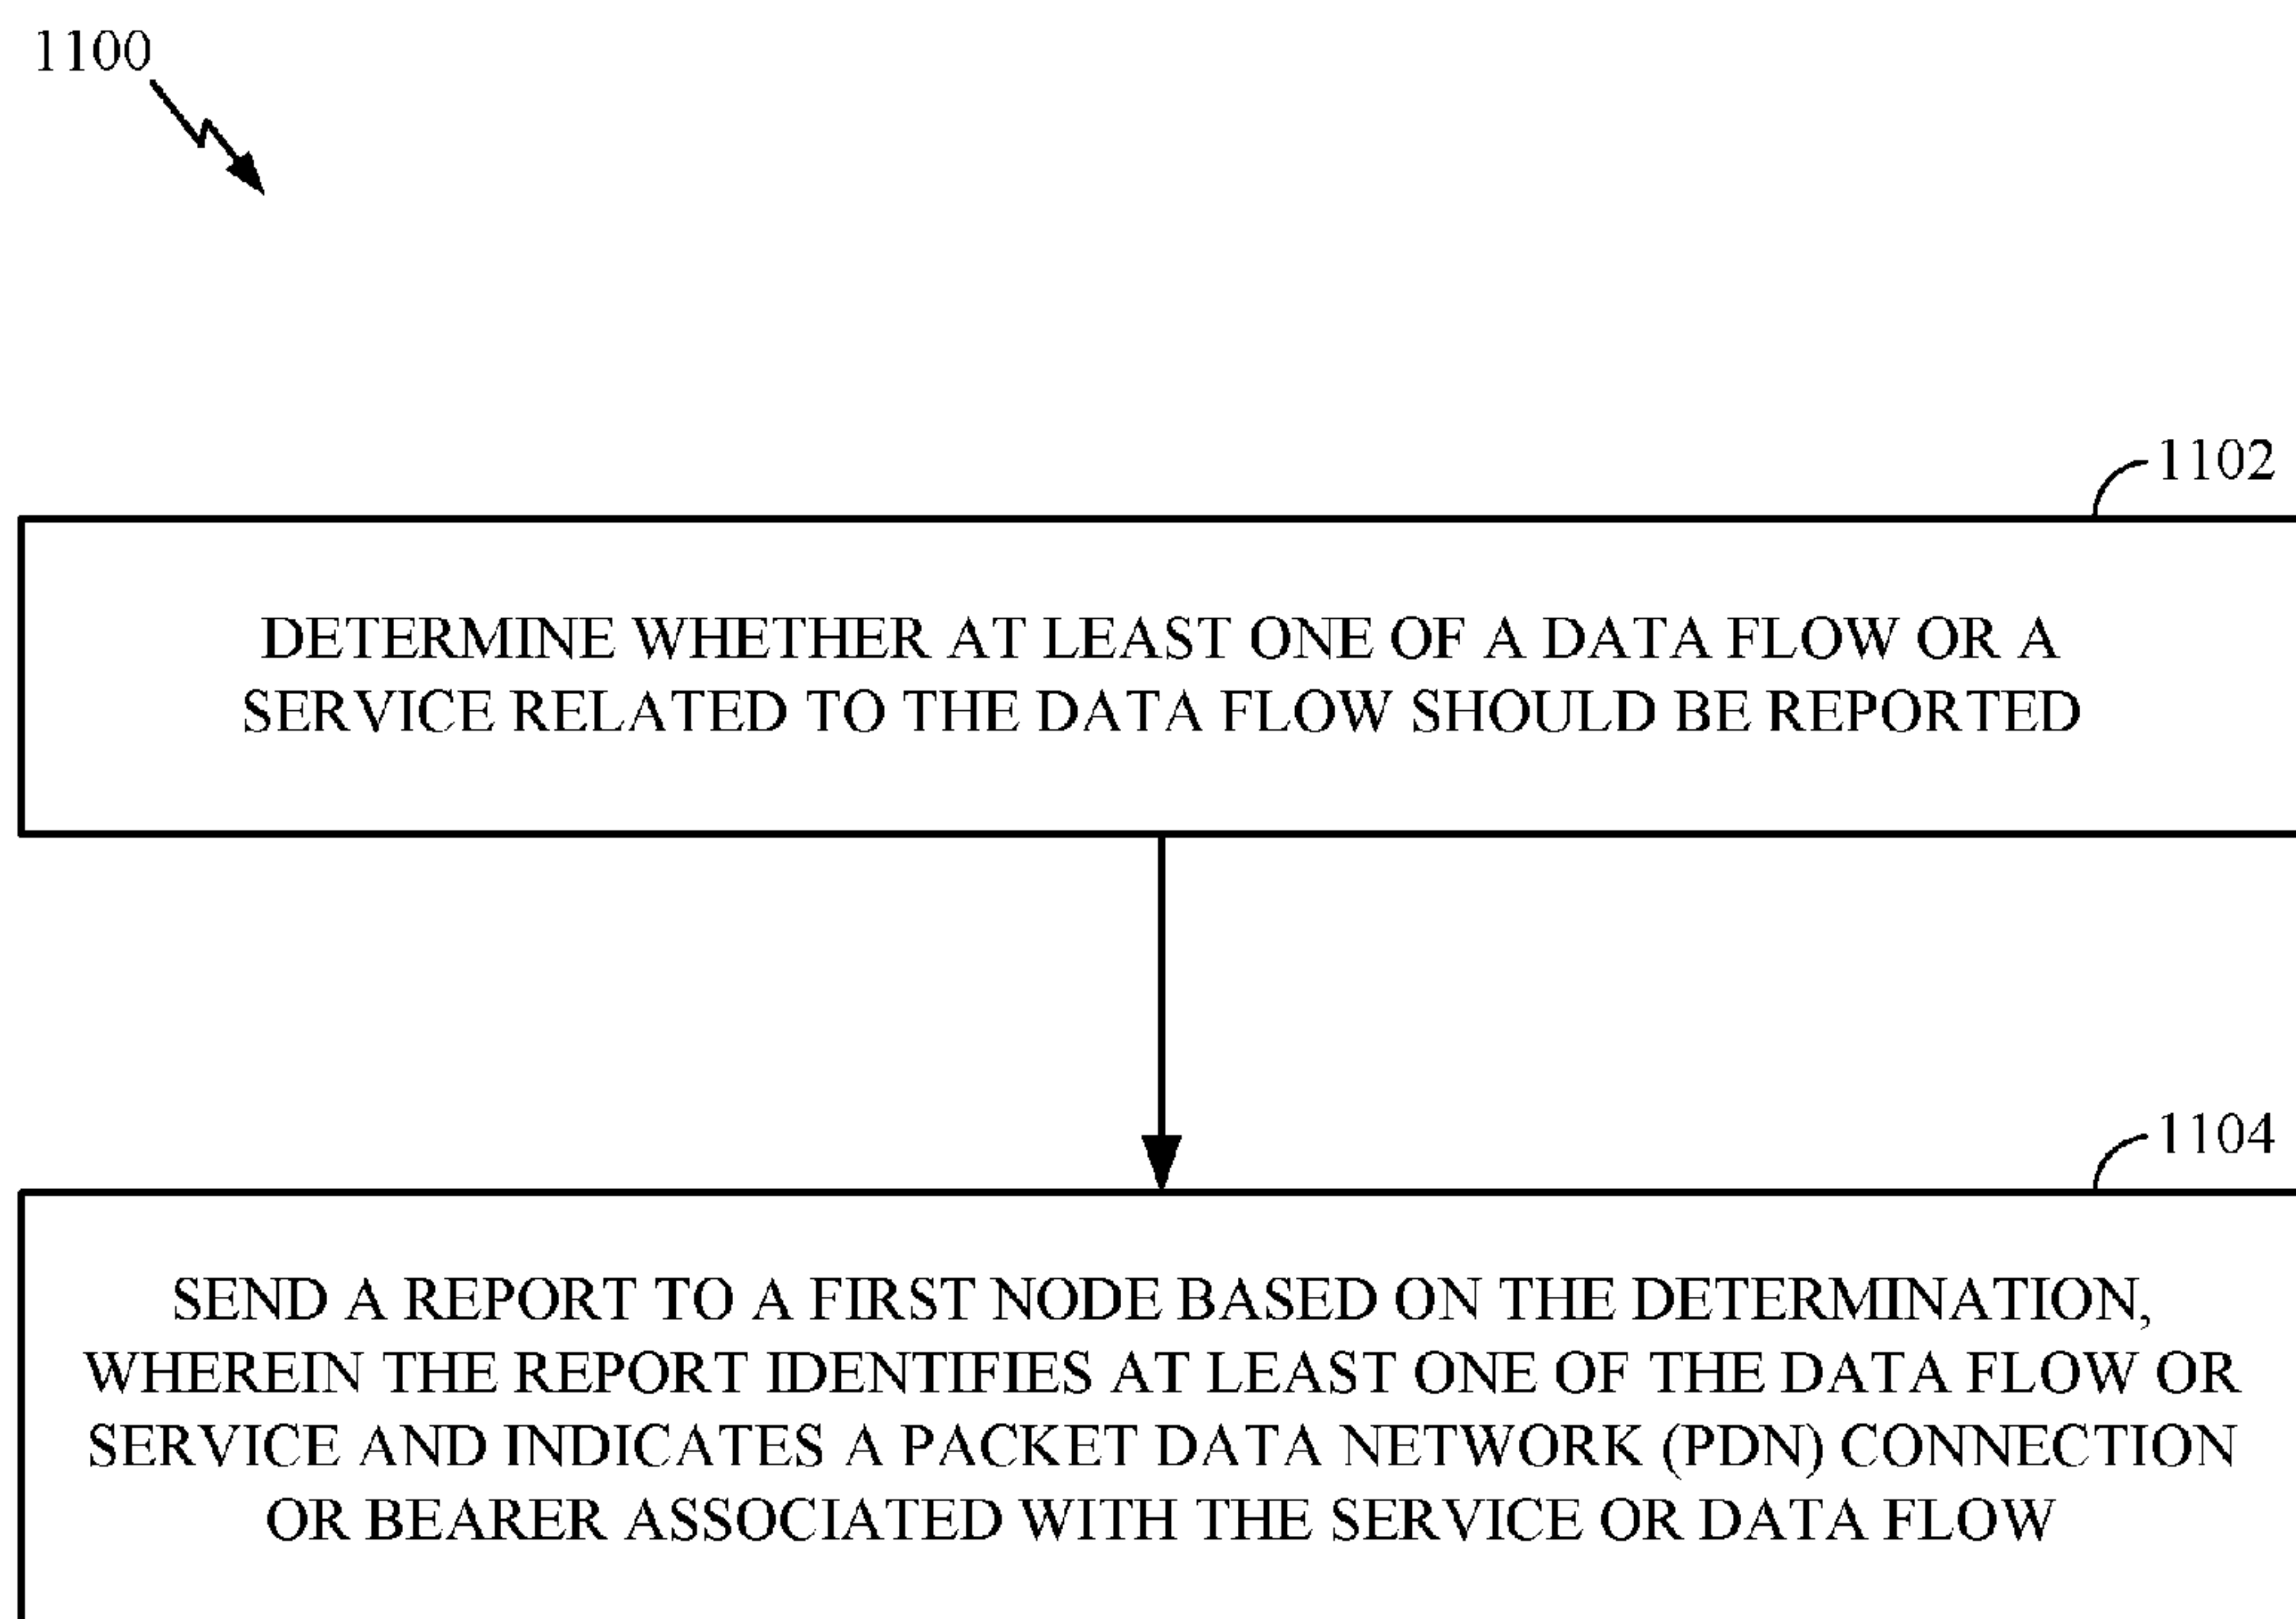 1100
1102
DETERMINE WHETHER AT LEAST ONE OF A DATA FLOW OR A
SERVICE RELATED TO THE DATA FLOW SHOULD BE REPORTED
1104
SEND A REPORT TO A FIRST NODE BASED ON THE DETERMINATION,
WHEREIN THE REPORT IDENTIFIES AT LEAST ONE OF THE DATA FLOW OR
SERVICE AND INDICATES A PACKET DATA NETWORK (PDN) CONNECTION
OR BEARER ASSOCIATED WITH THE SERVICE OR DATA FLOW